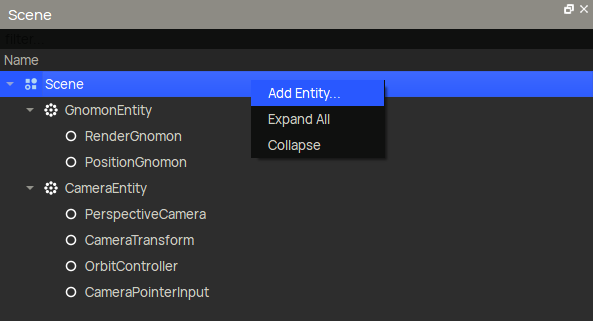 Scene
filter
Name
Scene
Add Entity...
GnomonEntity
Expand All
RenderGnomon
Collapse
PositionGnomon
CameraEntity
PerspectiveCamera
CameraTransform
OrbitController
CameraPointerInput